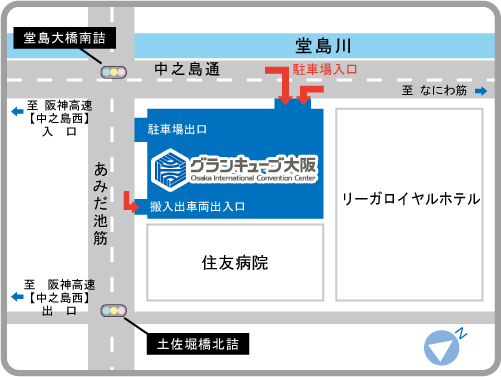 堂島大橋南詰
堂島川
中之島通
駐車場入口
至 なにわ筋
至 阪神高速
【中之島西】
入 口
駐車場出口
グランキューブ大阪
Osaka International Convention Center
搬入出車両出入口
あみだ池筋
リーガロイヤルホテル
住友病院
至 阪神高速
【中之島西】
出 口
土佐堀橋北詰
N